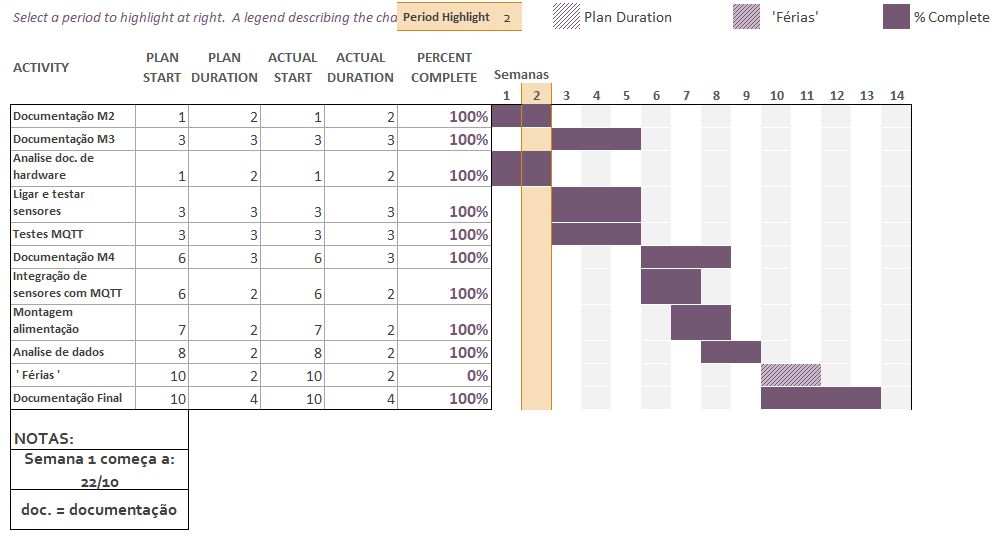 Select a period to highlight at right.  A legend describing the cha
Period Highlight 2
Plan Duration
'Férias'
% Complete
ACTIVITY
PLAN START
PLAN DURATION
ACTUAL START
ACTUAL DURATION
PERCENT COMPLETE
Semanas
1 2 3 4 5 6 7 8 9 10 11 12 13 14
Documentação M2 1 2 1 2 100%
Documentação M3 3 3 3 3 100%
Analise doc. de
hardware 1 2 1 2 100%
Ligar e testar
sensores 3 3 3 3 100%
Testes MQTT 3 3 3 3 100%
Documentação M4 6 3 6 3 100%
Integração de
sensores com MQTT 6 2 6 2 100%
Montagem
alimentação 7 2 7 2 100%
Analise de dados 8 2 8 2 100%
' Férias ' 10 2 10 2 0%
Documentação Final 10 4 10 4 100%
NOTAS:
Semana 1 começa a:
22/10
doc. = documentação